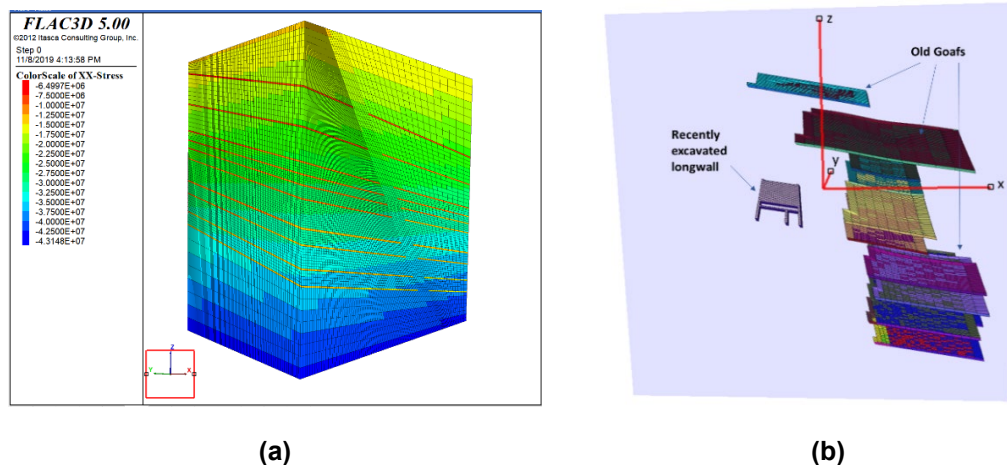 FLAC3D 5.00
©2012 Itasca Consulting Group, Inc.
Step 0
11/8/2019 4:13:58 PM
ColorScale of XX-Stress
-6.4997E+06
-7.5000E+06
-1.0000E+07
-1.2500E+07
-1.5000E+07
-1.7500E+07
-2.0000E+07
-2.2500E+07
-2.5000E+07
-2.7500E+07
-3.0000E+07
-3.2500E+07
-3.5000E+07
-3.7500E+07
-4.0000E+07
-4.2500E+07
-4.3148E+07
Z
Y
X
(a)
z
Old Goafs
Recently
excavated
longwall
y
x
(b)